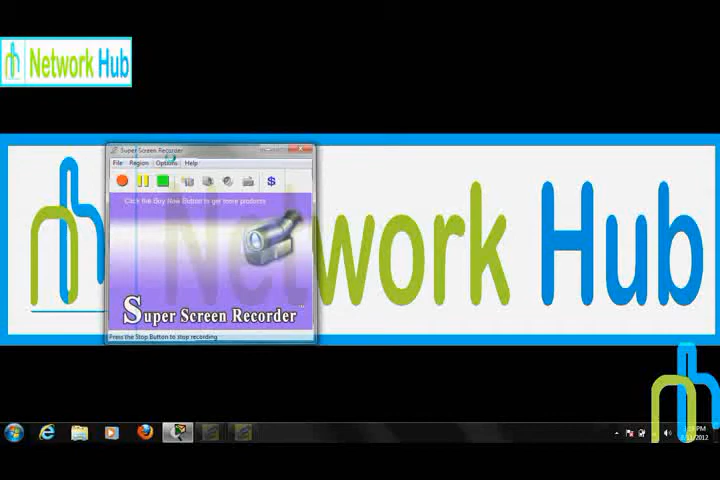 Network Hub
Super Screen Recorder
File Region Options Help
$
Click the Buy Now Button to get more products
Network Hub
Super Screen Recorder
Press the Stop Button to stop recording